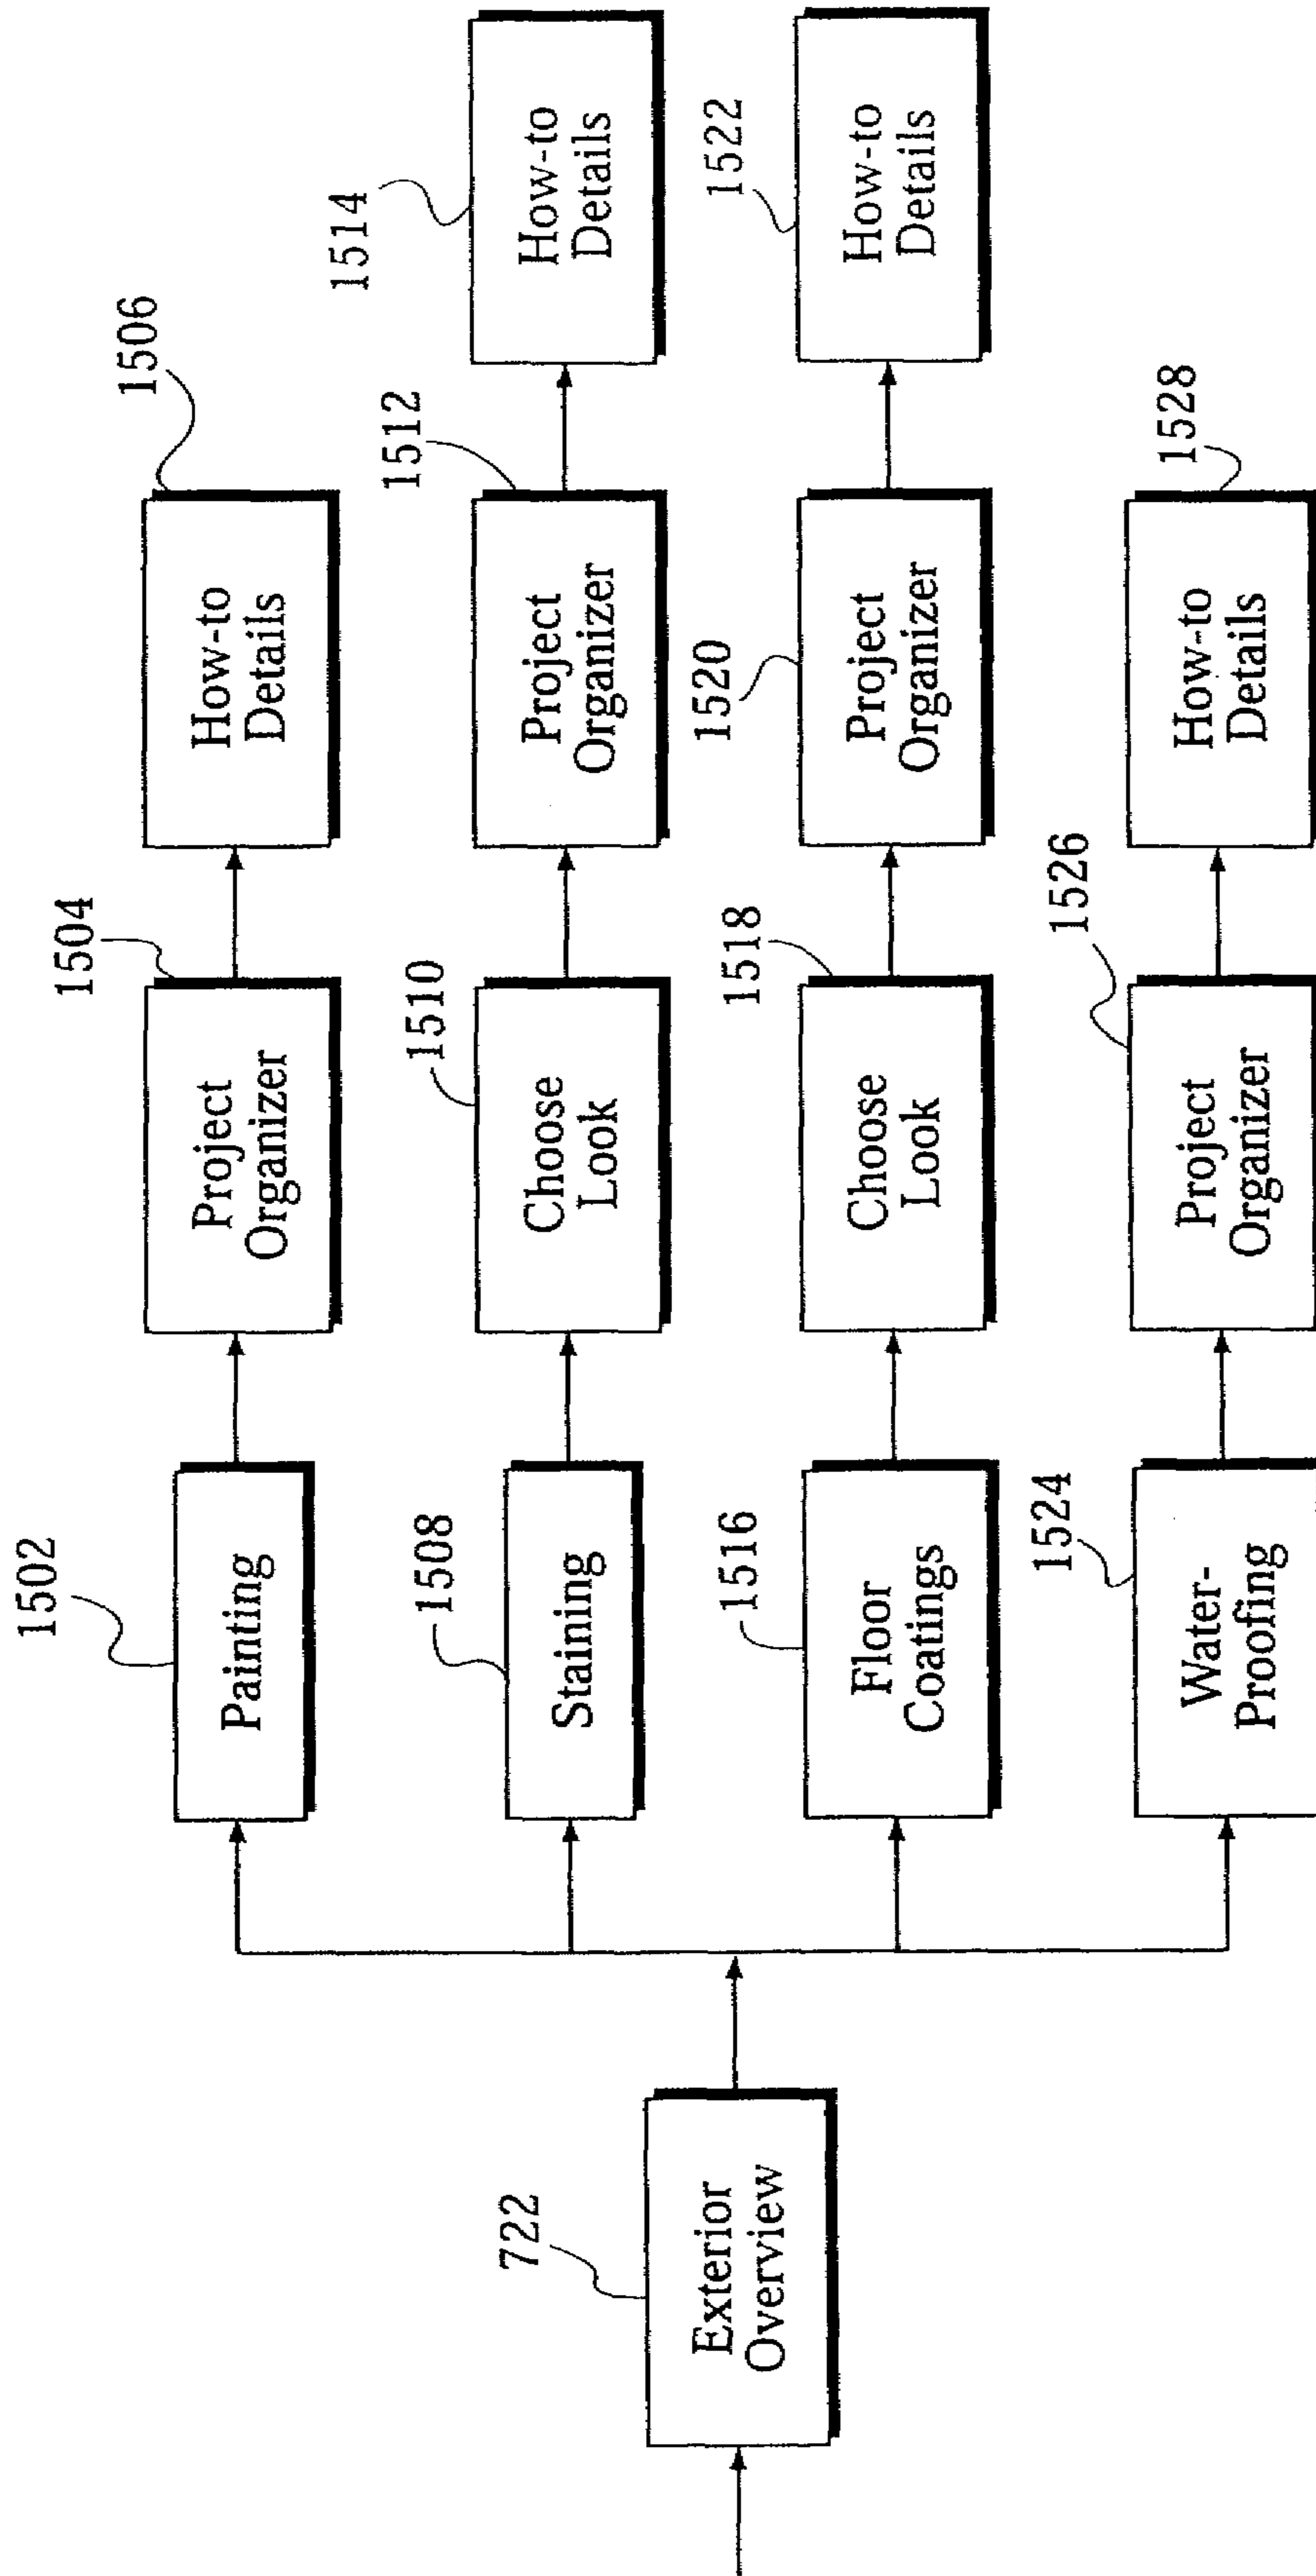 722
Exterior
Overview
1502
Painting
1504
Project
Organizer
1506
How-to
Details
1508
Staining
1510
Choose
Look
1512
Project
Organizer
1514
How-to
Details
1516
Floor
Coatings
1518
Choose
Look
1520
Project
Organizer
1522
How-to
Details
1524
Water-
Proofing
1526
Project
Organizer
1528
How-to
Details